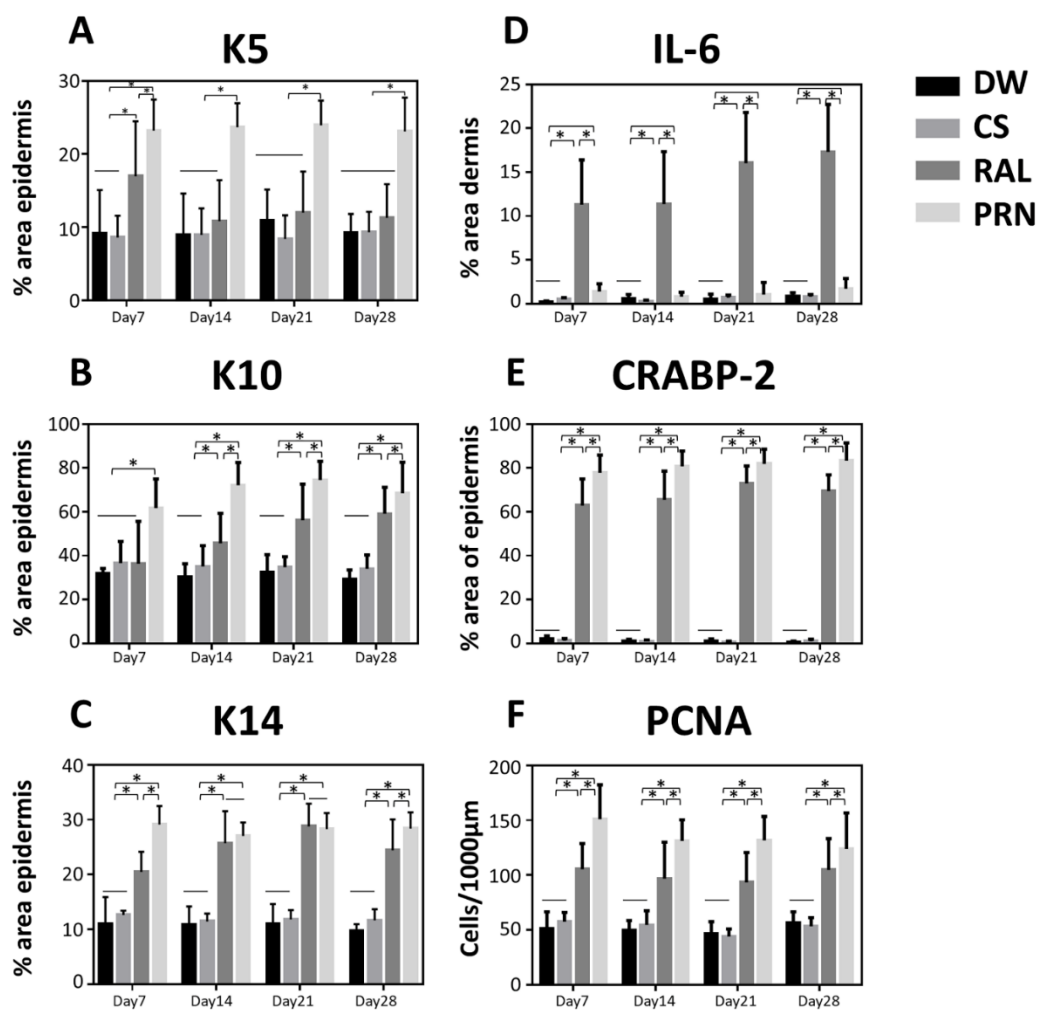 A
K5
% area epidermis
30
20
10
0
* * * * * * *
Day7 Day14 Day21 Day28
B
K10
% area epidermis
100
80
60
40
20
0
* * * * * * * * * *
Day7 Day14 Day21 Day28
C
K14
% area epidermis
40
30
20
10
0
* * * * * * * * * *
Day7 Day14 Day21 Day28
D
IL-6
% area dermis
25
20
15
10
5
0
* * * * * * * * * *
Day7 Day14 Day21 Day28
E
CRABP-2
% area of epidermis
100
80
60
40
20
0
* * * * * * * * * * * *
Day7 Day14 Day21 Day28
F
PCNA
Cells/1000μm
200
150
100
50
0
* * * * * * * * * * * *
Day7 Day14 Day21 Day28
DW
CS
RAL
PRN